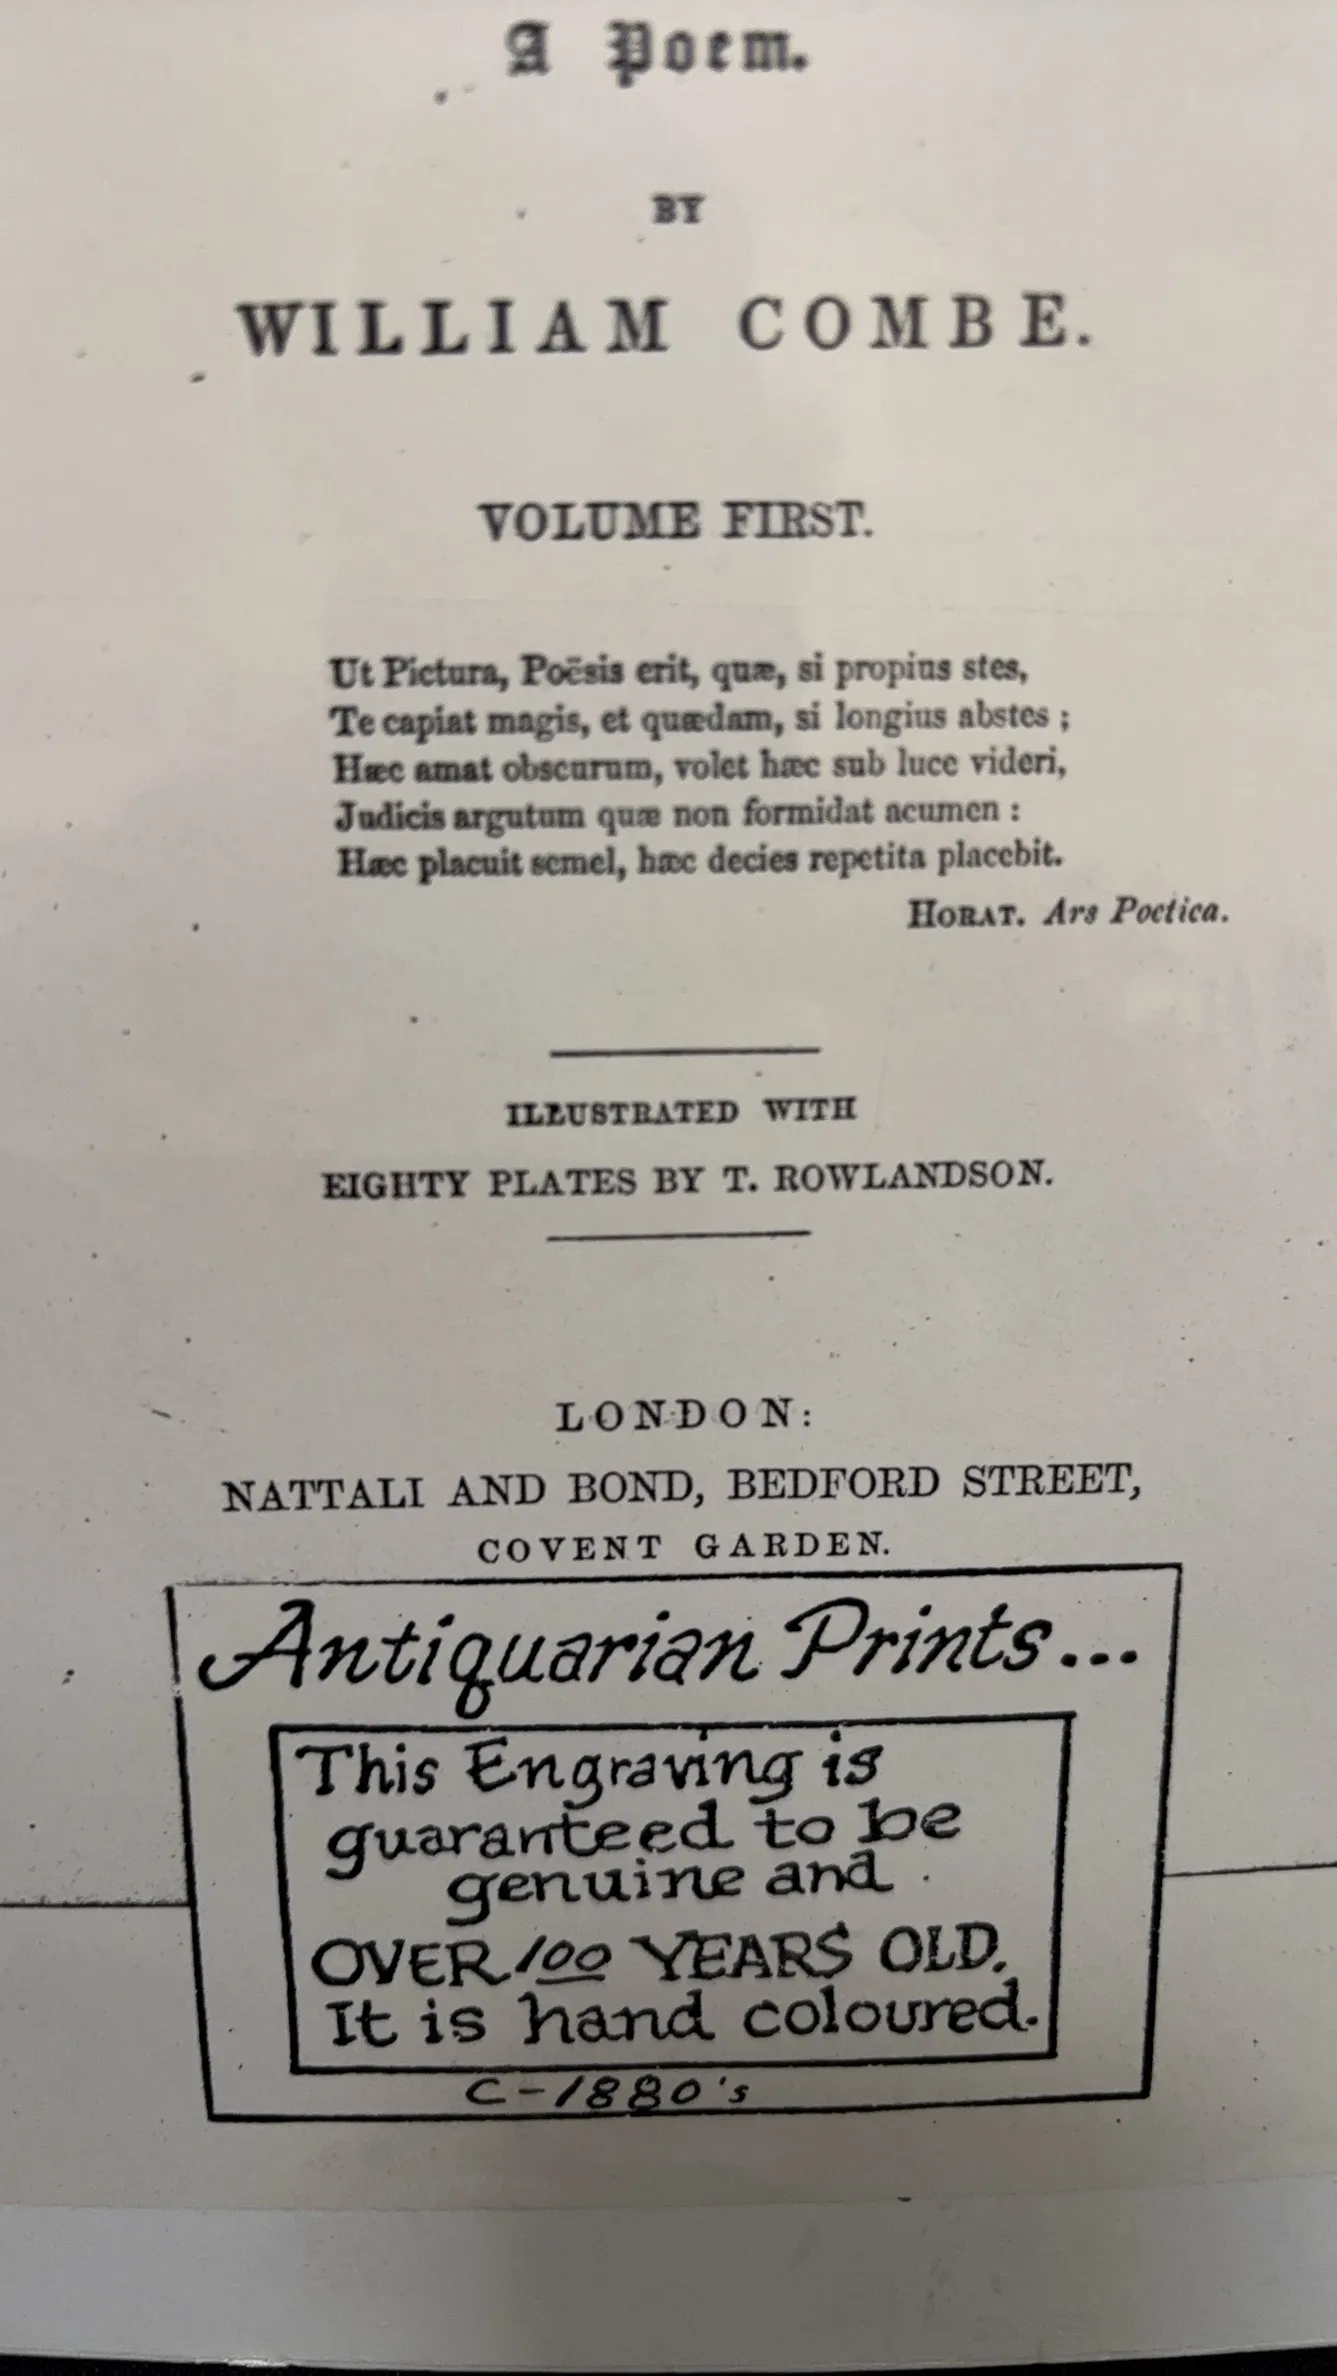 A Poem.
BY
WILLIAM COMBE.
VOLUME FIRST.
Ut Pictura, Poësis erit, quæ, si propius stes,
Te capiat magis, et quædam, si longius abstes ;
Hæc amat obscurum, volet hæc sub luce videri,
Judicis argutum quæ non formidat acumen :
Hæc placuit semel, hæc decies repetita placebit.
HORAT. Ars Poetica.
ILLUSTRATED WITH
EIGHTY PLATES BY T. ROWLANDSON.
LONDON:
NATTALI AND BOND, BEDFORD STREET,
COVENT GARDEN.
Antiquarian Prints...
This Engraving is
guaranteed to be
genuine and
OVER 100 YEARS OLD.
It is hand coloured.
C-1880's